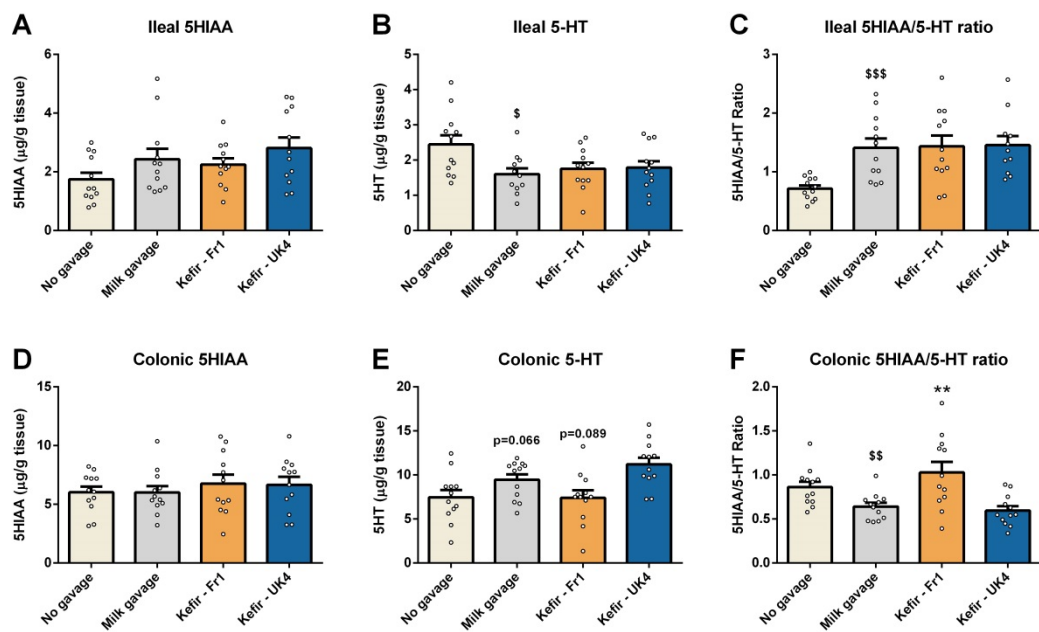 A
Ileal 5HIAA
5HIAA (µg/g tissue)
6
4
2
0
No gavage
Milk gavage
Kefir - Fr1
Kefir - UK4
B
Ileal 5-HT
5HT (µg/g tissue)
5
4
3
2
1
0
$
No gavage
Milk gavage
Kefir - Fr1
Kefir - UK4
C
Ileal 5HIAA/5-HT ratio
5HIAA/5-HT Ratio
3
2
1
0
$$$
No gavage
Milk gavage
Kefir - Fr1
Kefir - UK4
D
Colonic 5HIAA
5HIAA (µg/g tissue)
15
10
5
0
No gavage
Milk gavage
Kefir - Fr1
Kefir - UK4
E
Colonic 5-HT
5HT (µg/g tissue)
20
15
10
5
0
p=0.066
p=0.089
No gavage
Milk gavage
Kefir - Fr1
Kefir - UK4
F
Colonic 5HIAA/5-HT ratio
5HIAA/5-HT Ratio
2.0
1.5
1.0
0.5
0.0
$$
**
No gavage
Milk gavage
Kefir - Fr1
Kefir - UK4